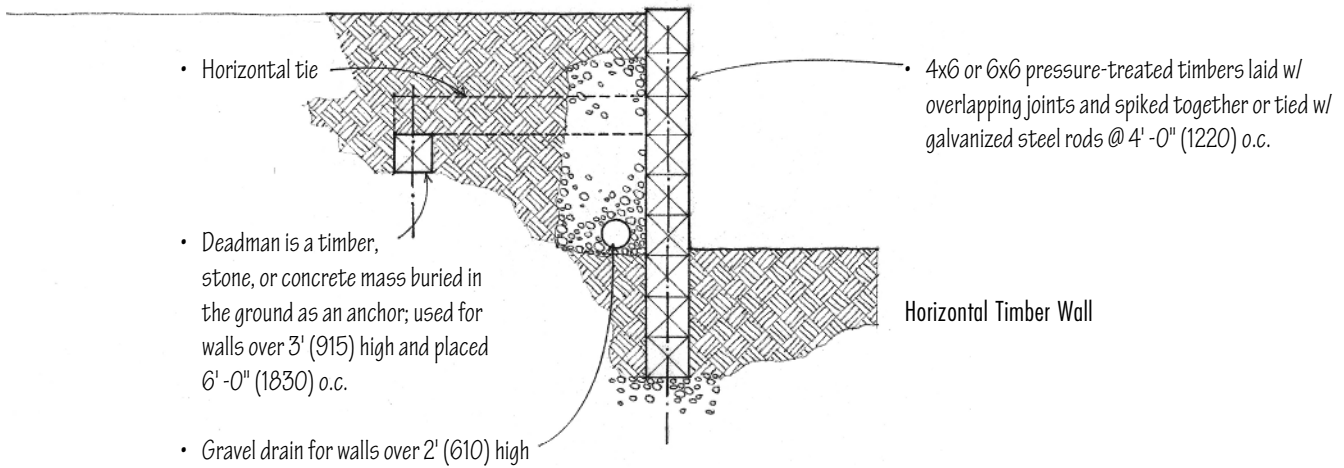 • Horizontal tie
• 4x6 or 6x6 pressure-treated timbers laid w/
overlapping joints and spiked together or tied w/
galvanized steel rods @ 4' -0" (1220) o.c.
• Deadman is a timber,
stone, or concrete mass buried in
the ground as an anchor; used for
walls over 3' (915) high and placed
6' -0" (1830) o.c.
Horizontal Timber Wall
• Gravel drain for walls over 2' (610) high